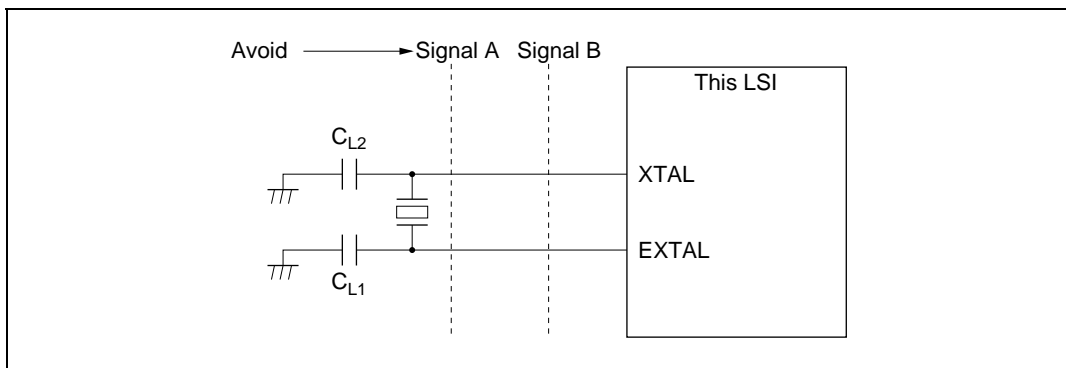 Avoid Signal A Signal B
This LSI
CL2
XTAL
EXTAL
CL1